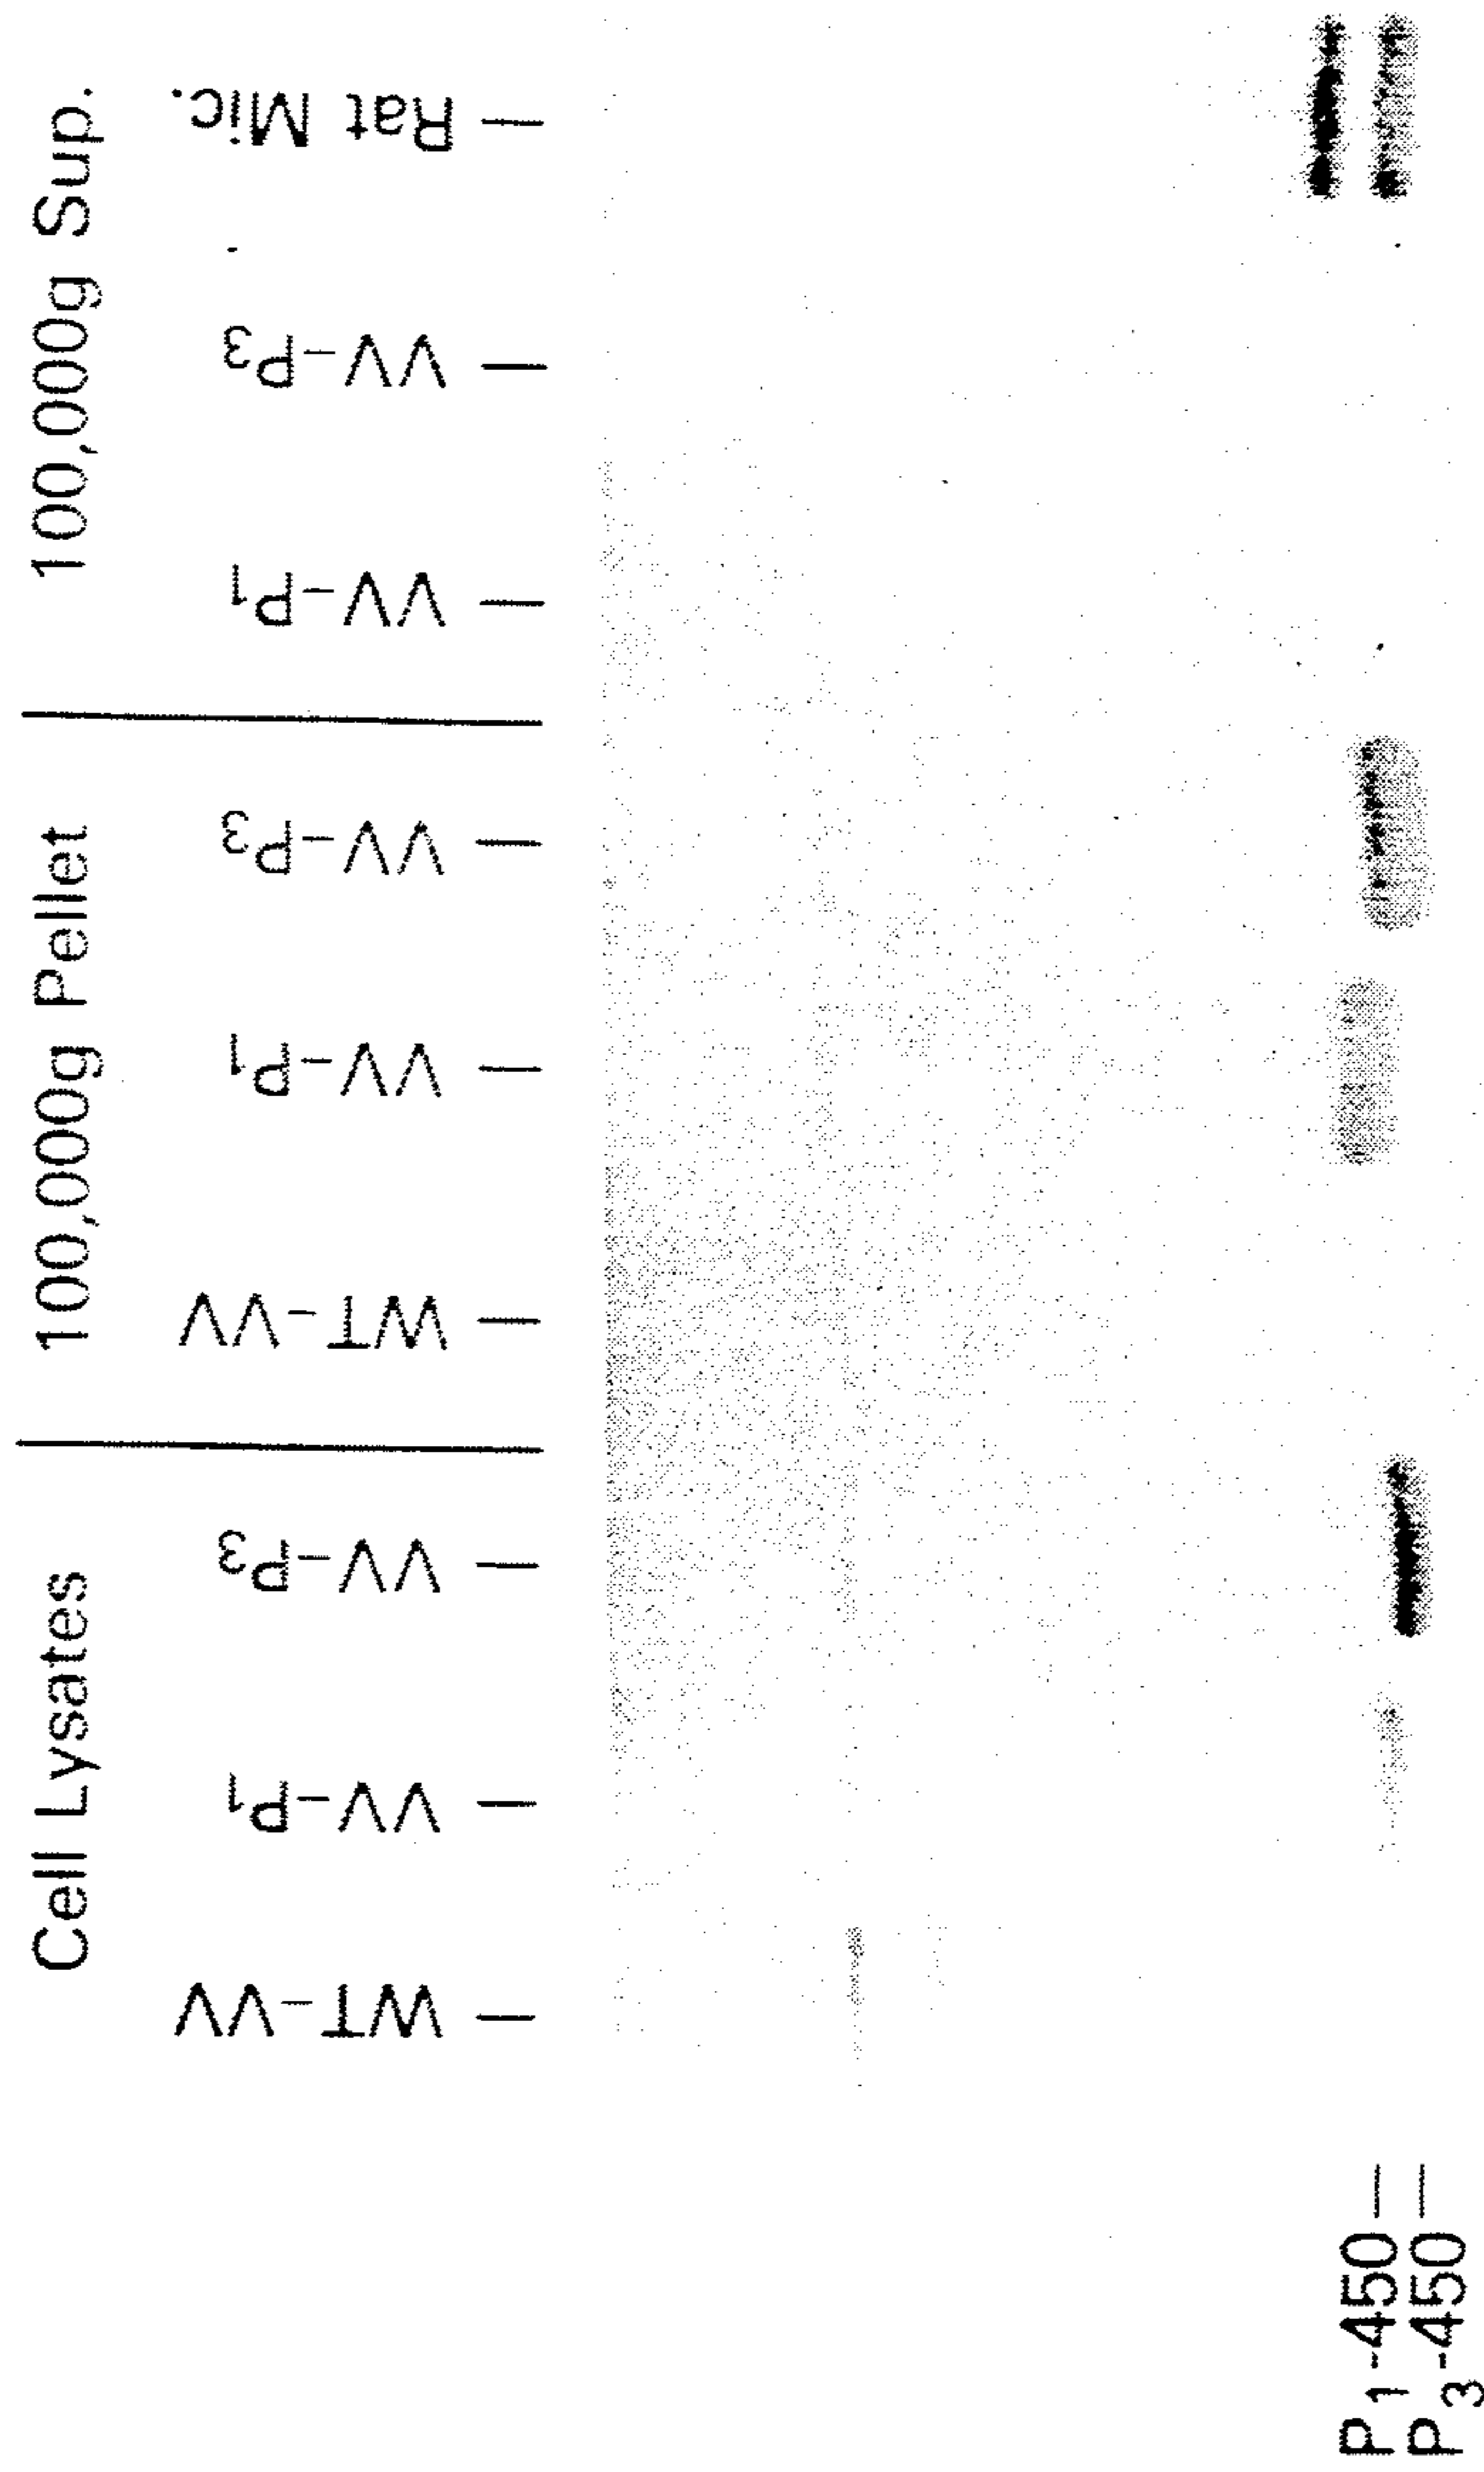 Cell Lysates 100,000g Pellet 100,000g Sup.
WT-VV
VV-P1
VV-P3
WT-VV
VV-P1
VV-P3
VV-P1
VV-P3
Rat Mic.
P1-450
P3-450